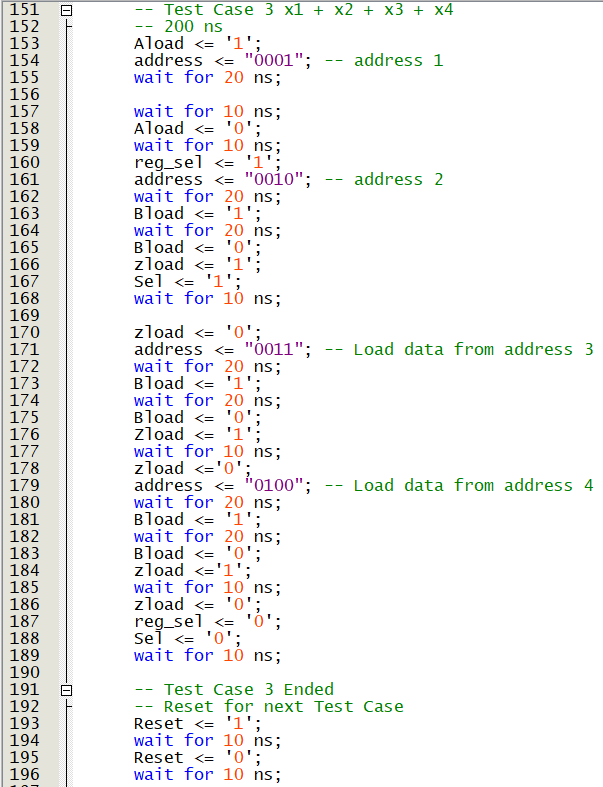 151 -- Test Case 3 x1 + x2 + x3 + x4
152 -- 200 ns
153 Aload <= '1';
154 address <= "0001"; -- address 1
155 wait for 20 ns;
156
157 wait for 10 ns;
158 Aload <= '0';
159 wait for 10 ns;
160 reg_sel <= '1';
161 address <= "0010"; -- address 2
162 wait for 20 ns;
163 Bload <= '1';
164 wait for 20 ns;
165 Bload <= '0';
166 zload <= '1';
167 Sel <= '1';
168 wait for 10 ns;
169
170 zload <= '0';
171 address <= "0011"; -- Load data from address 3
172 wait for 20 ns;
173 Bload <= '1';
174 wait for 20 ns;
175 Bload <= '0';
176 Zload <= '1';
177 wait for 10 ns;
178 zload <='0';
179 address <= "0100"; -- Load data from address 4
180 wait for 20 ns;
181 Bload <= '1';
182 wait for 20 ns;
183 Bload <= '0';
184 zload <='1';
185 wait for 10 ns;
186 zload <= '0';
187 reg_sel <= '0';
188 Sel <= '0';
189 wait for 10 ns;
190
191 -- Test Case 3 Ended
192 -- Reset for next Test Case
193 Reset <= '1';
194 wait for 10 ns;
195 Reset <= '0';
196 wait for 10 ns;